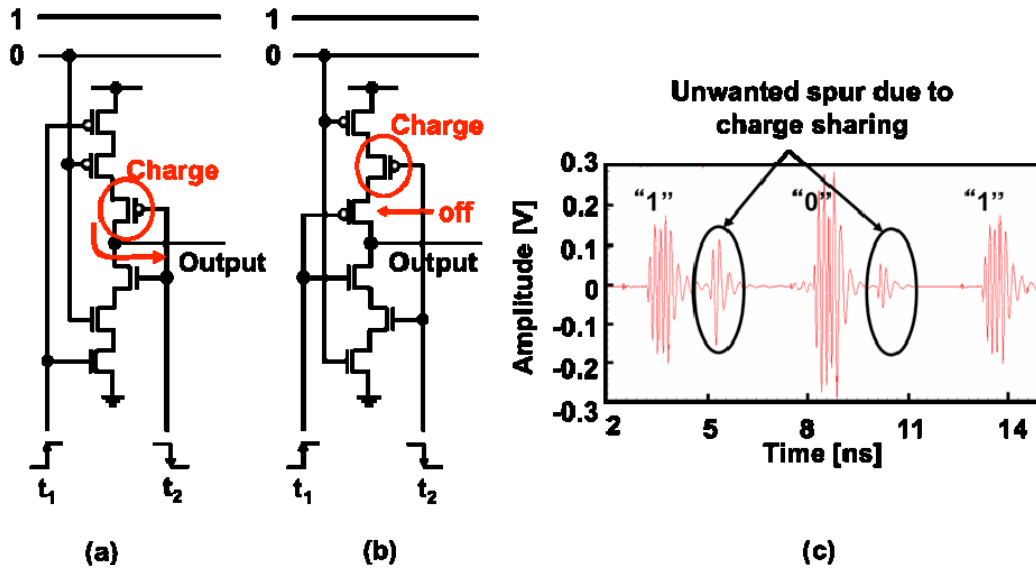 1
0
Charge
Output
t1
t2
(a)
Charge
off
Output
t1
t2
(b)
Unwanted spur due to
charge sharing
“1”
“0”
“1”
Amplitude [V]
0.3
0.2
0.1
0
-0.1
-0.2
-0.3
2
5
8
11
14
Time [ns]
(c)